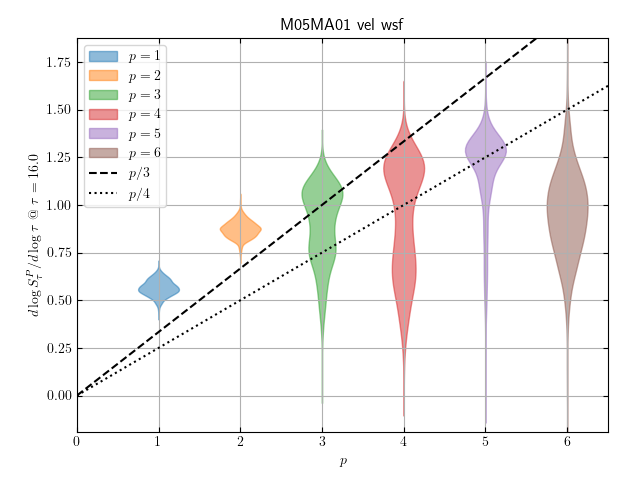 M05MA01 vel wsf
d log S_τ^P / d log τ @ τ = 16.0
1.75
1.50
1.25
1.00
0.75
0.50
0.25
0.00
p = 1
p = 2
p = 3
p = 4
p = 5
p = 6
p/3
p/4
0 1 2 3 4 5 6
p